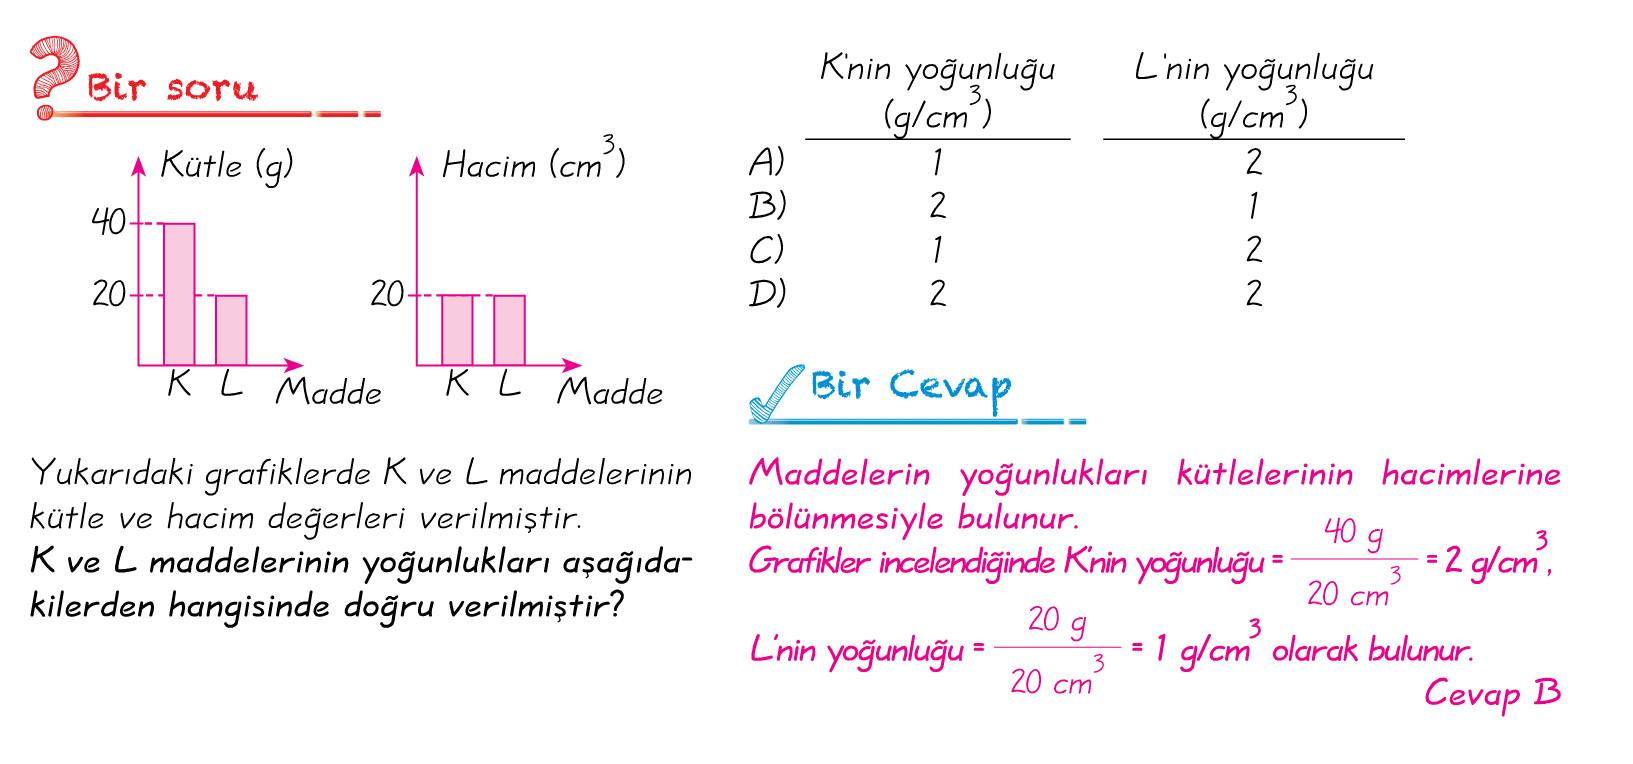 Bir soru
Kütle (g)
40
20
K L Madde
Hacim (cm³)
20
K L Madde
Yukarıdaki grafiklerde K ve L maddelerinin
kütle ve hacim değerleri verilmiştir.
K ve L maddelerinin yoğunlukları aşağıda-
kilerden hangisinde doğru verilmiştir?
K'nin yoğunluğu L'nin yoğunluğu
(g/cm³) (g/cm³)
A) 1 2
B) 2 1
C) 1 2
D) 2 2
Bir Cevap
Maddelerin yoğunlukları kütlelerinin hacimlerine
bölünmesiyle bulunur.
Grafikler incelendiğinde K'nin yoğunluğu = 40 g / 20 cm³ = 2 g/cm³,
L'nin yoğunluğu = 20 g / 20 cm³ = 1 g/cm³ olarak bulunur.
Cevap B